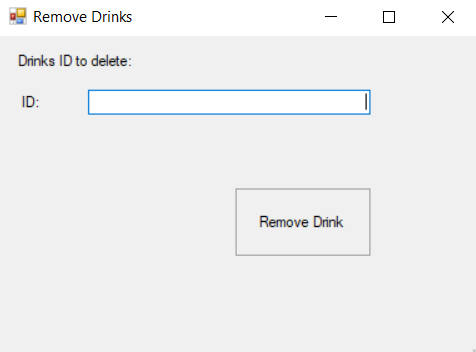 Remove Drinks
Drinks ID to delete:
ID:
Remove Drink